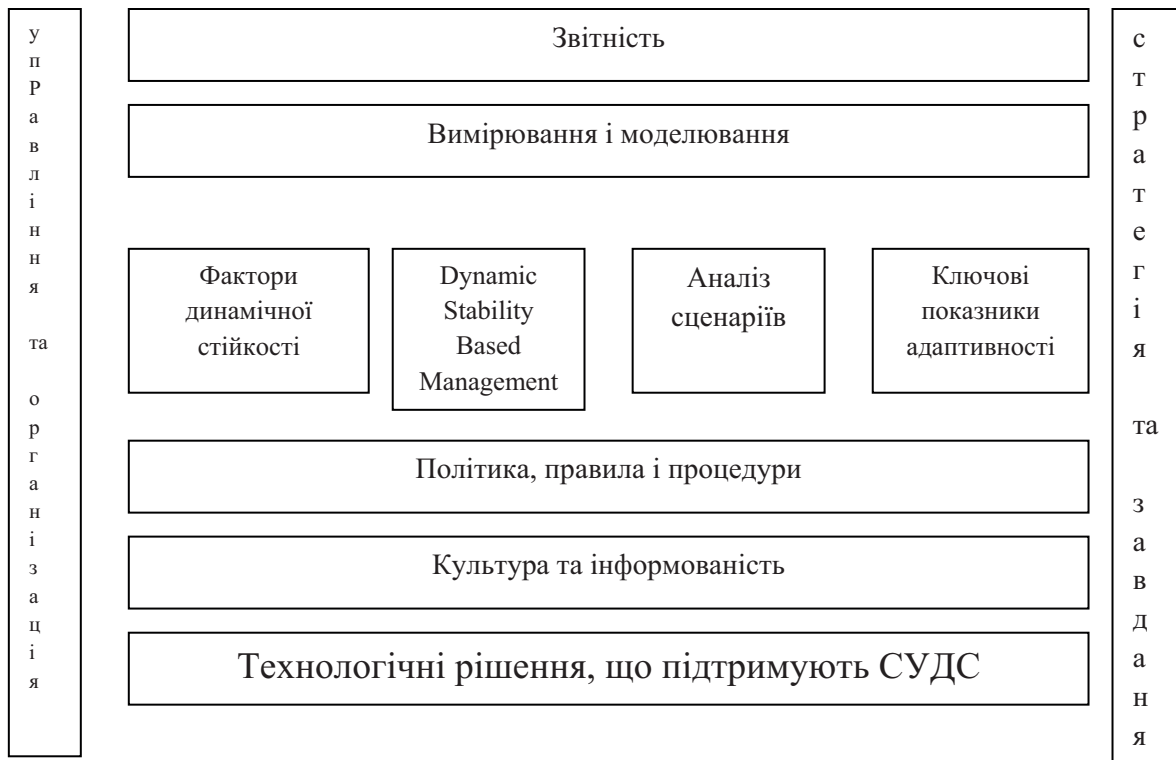 упРавління та організація
Звітність
Вимірювання і моделювання
Фактори
динамічної
стійкості
Dynamic
Stability
Based
Management
Аналіз
сценаріїв
Ключові
показники
адаптивності
Політика, правила і процедури
Культура та інформованість
Технологічні рішення, що підтримують СУДС
стратегія та завданя